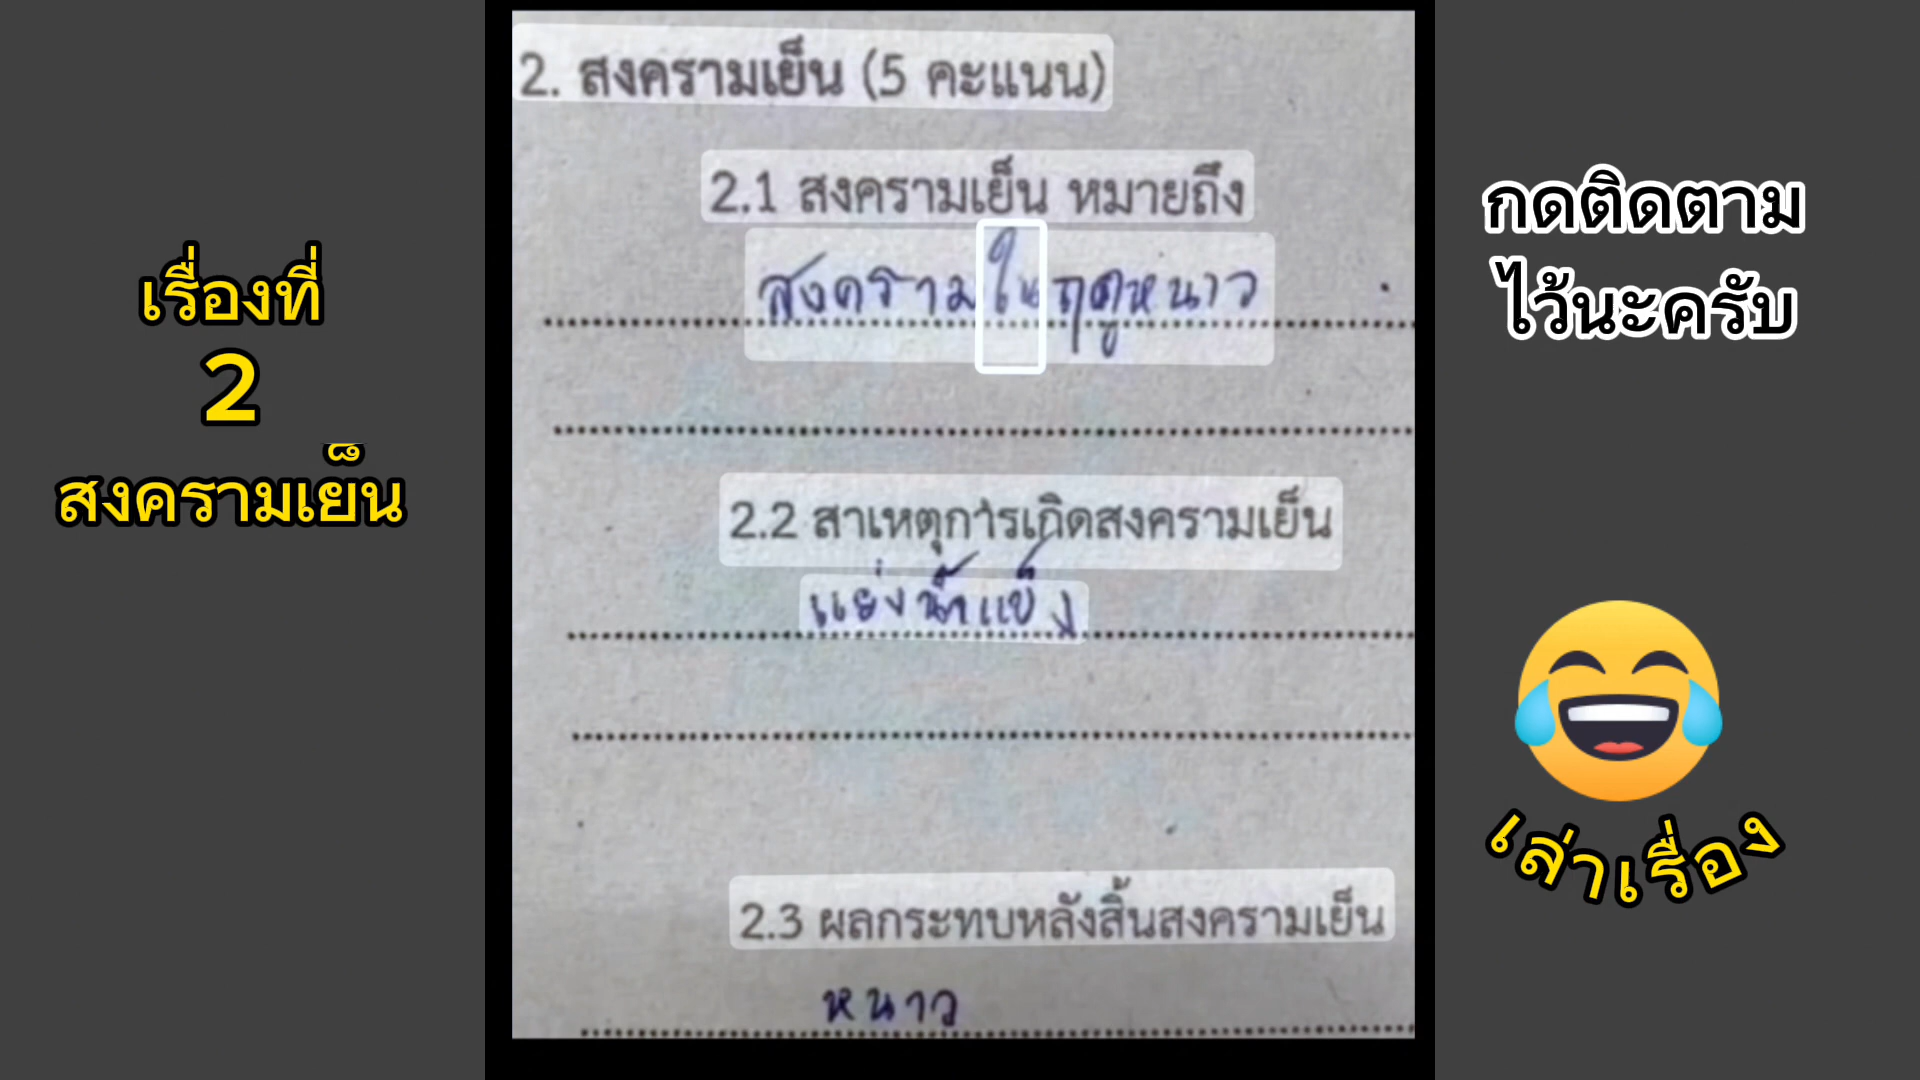 เรื่องที่
2
สงครามเย็น
2. สงครามเย็น (5 คะแนน)
2.1 สงครามเย็น หมายถึง
สงครามในฤดูหนาว
2.2 สาเหตุการเกิดสงครามเย็น
แย่งน้ำแข็ง
2.3 ผลกระทบหลังสิ้นสงครามเย็น
หนาว
กดติดตาม
ไว้นะครับ
เล่าเรื่อง